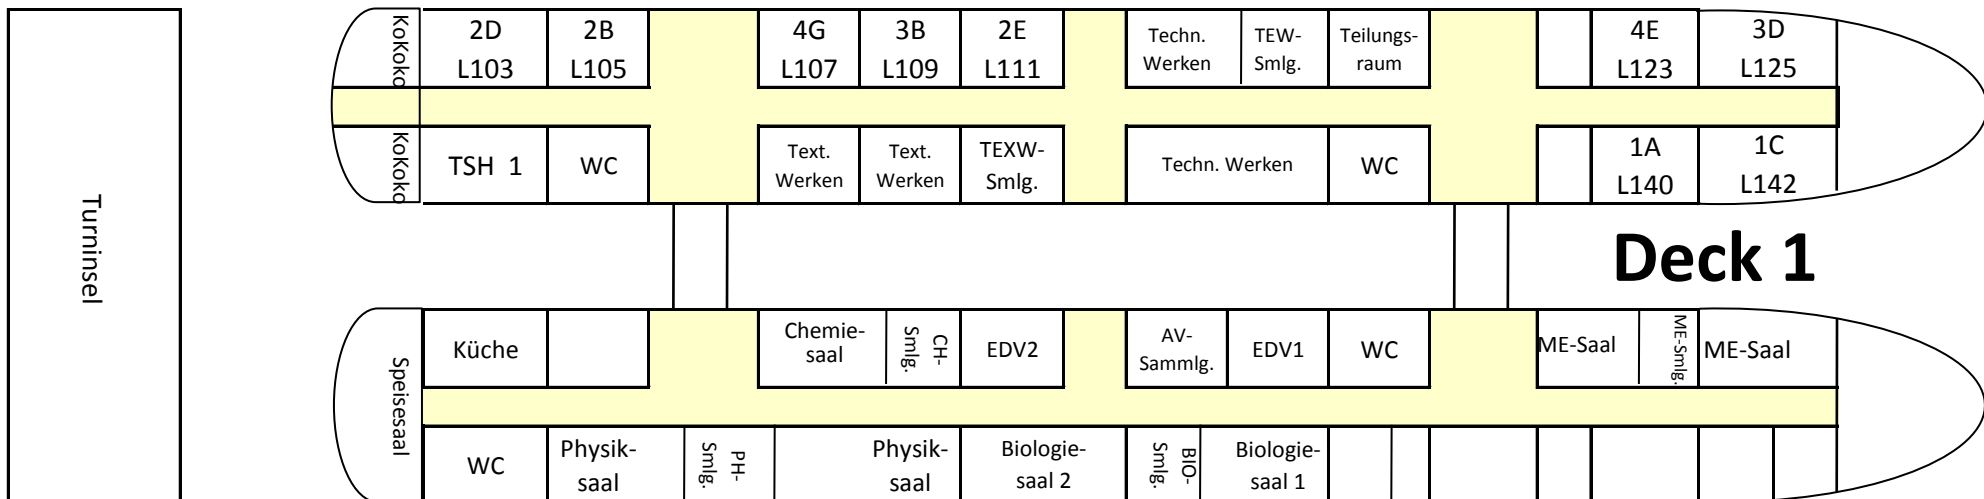 Turninsel
KoKoko
2D
L103
2B
L105
4G
L107
3B
L109
2E
L111
Techn.
Werken
TEW-
Smlg.
Teilungs-
raum
4E
L123
3D
L125
KoKoko
TSH 1
WC
Text.
Werken
Text.
Werken
TEXW-
Smlg.
Techn. Werken
WC
1A
L140
1C
L142
Deck 1
Speisesaal
Küche
Chemie-
saal
CH-
Smlg.
EDV2
AV-
Sammlg.
EDV1
WC
ME-Saal
ME-Smlg.
ME-Saal
WC
Physik-
saal
PH-
Smlg.
Physik-
saal
Biologie-
saal 2
BIO-
Smlg.
Biologie-
saal 1